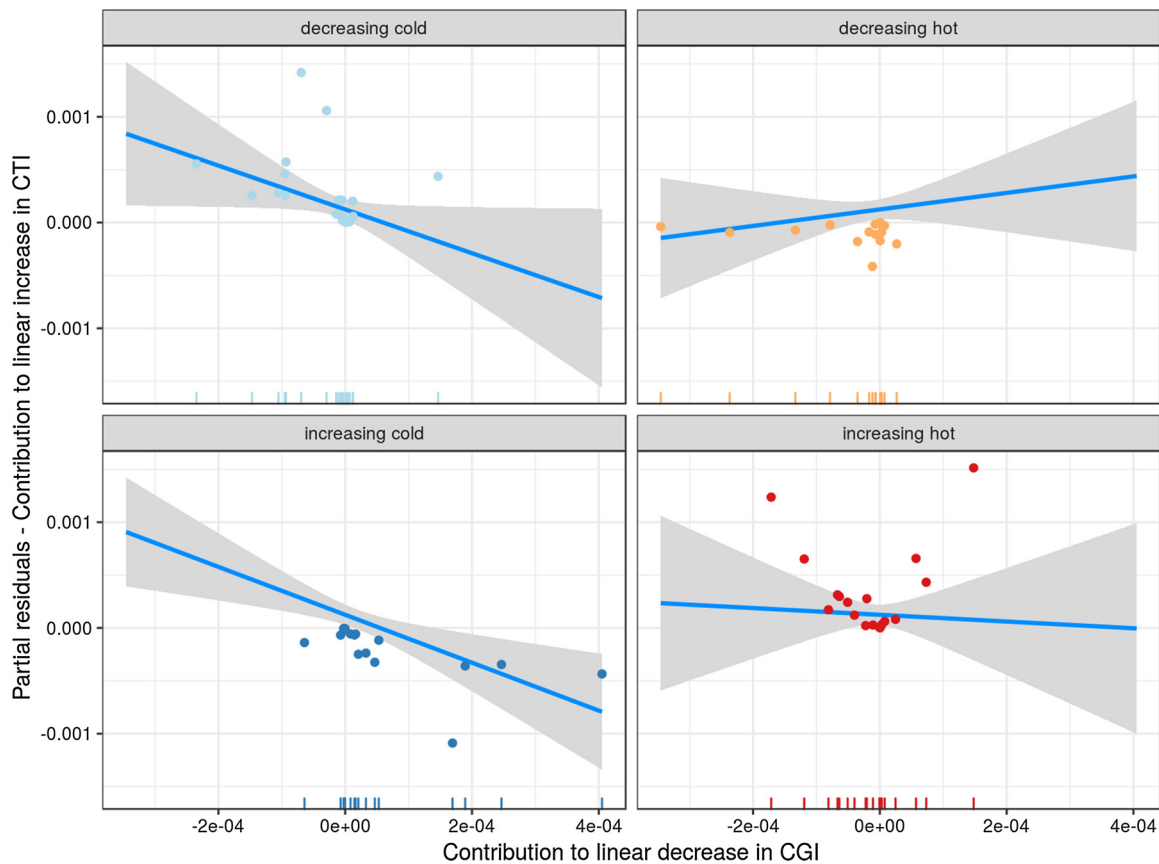 decreasing cold
decreasing hot
0.001
0.000
-0.001
increasing cold
increasing hot
0.001
0.000
-0.001
-2e-04
0e+00
2e-04
4e-04
-2e-04
0e+00
2e-04
4e-04
Contribution to linear decrease in CGI
Partial residuals - Contribution to linear increase in CTI